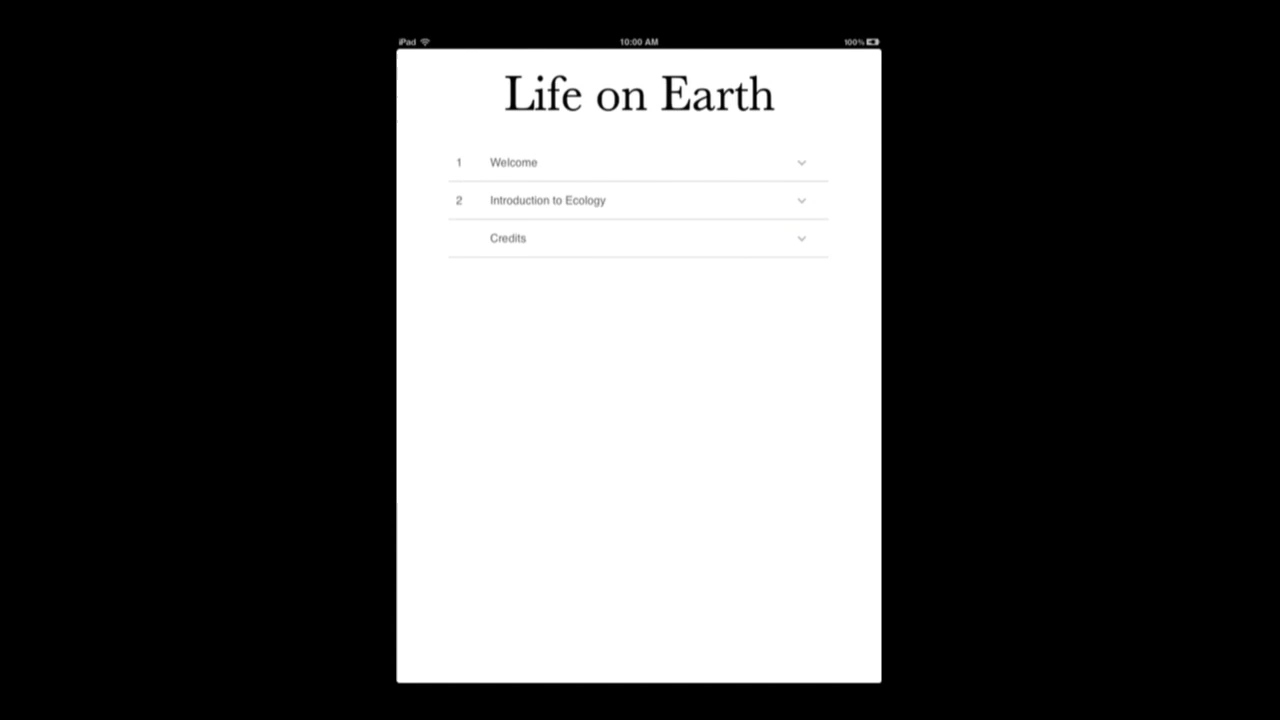 iPad 10:00 AM 100%
Life on Earth
1 Welcome
2 Introduction to Ecology
Credits